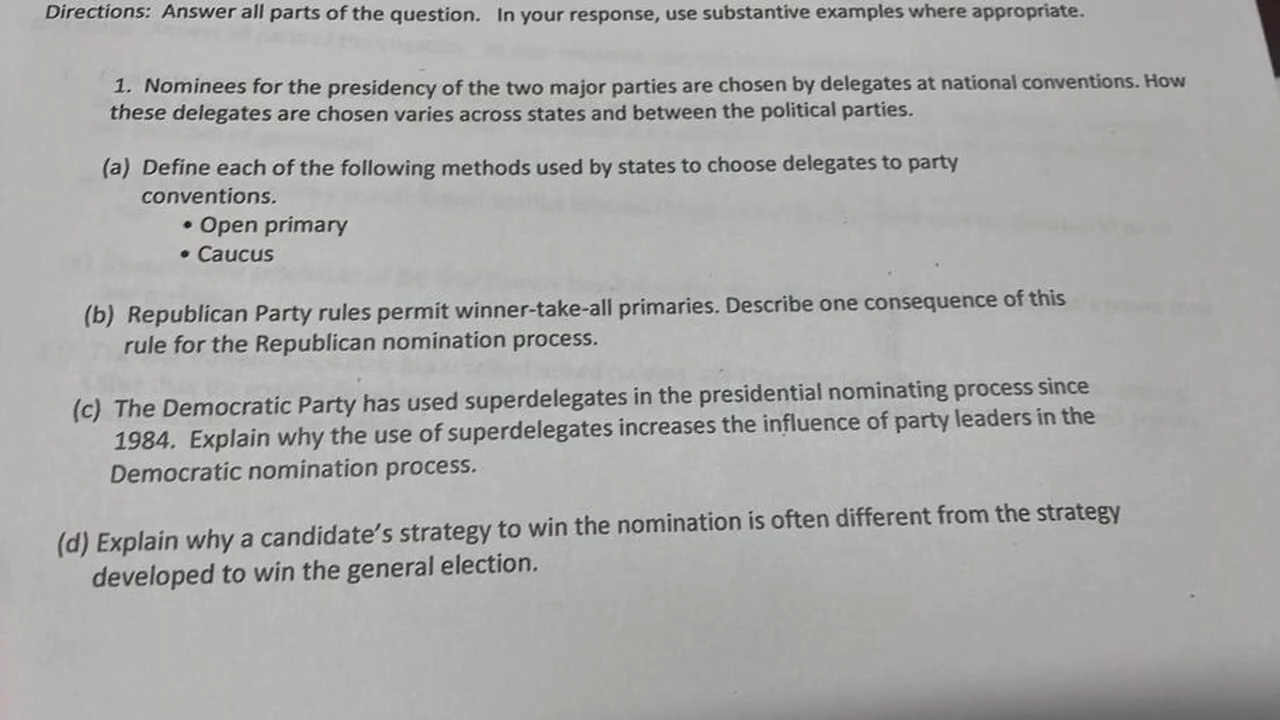 Directions: Answer all parts of the question. In your response, use substantive examples where appropriate.
1. Nominees for the presidency of the two major parties are chosen by delegates at national conventions. How
these delegates are chosen varies across states and between the political parties.
(a) Define each of the following methods used by states to choose delegates to party
conventions.
• Open primary
• Caucus
(b) Republican Party rules permit winner-take-all primaries. Describe one consequence of this
rule for the Republican nomination process.
(c) The Democratic Party has used superdelegates in the presidential nominating process since
1984. Explain why the use of superdelegates increases the influence of party leaders in the
Democratic nomination process.
(d) Explain why a candidate's strategy to win the nomination is often different from the strategy
developed to win the general election.